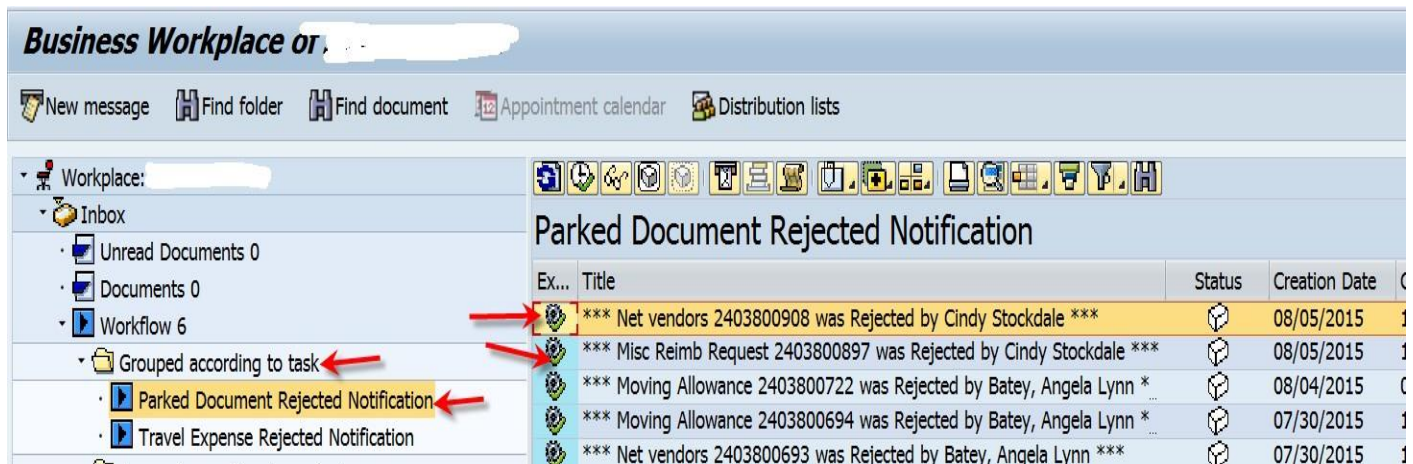 Business Workplace of
New message Find folder Find document Appointment calendar Distribution lists
Workplace:
Inbox
Unread Documents 0
Documents 0
Workflow 6
Grouped according to task
Parked Document Rejected Notification
Travel Expense Rejected Notification
Parked Document Rejected Notification
Ex... Title Status Creation Date
*** Net vendors 2403800908 was Rejected by Cindy Stockdale *** 08/05/2015 1
*** Misc Reimb Request 2403800897 was Rejected by Cindy Stockdale *** 08/05/2015 1
*** Moving Allowance 2403800722 was Rejected by Batey, Angela Lynn *... 08/04/2015 0
*** Moving Allowance 2403800694 was Rejected by Batey, Angela Lynn *... 07/30/2015 1
*** Net vendors 2403800693 was Rejected by Batey, Angela Lynn *** 07/30/2015 1